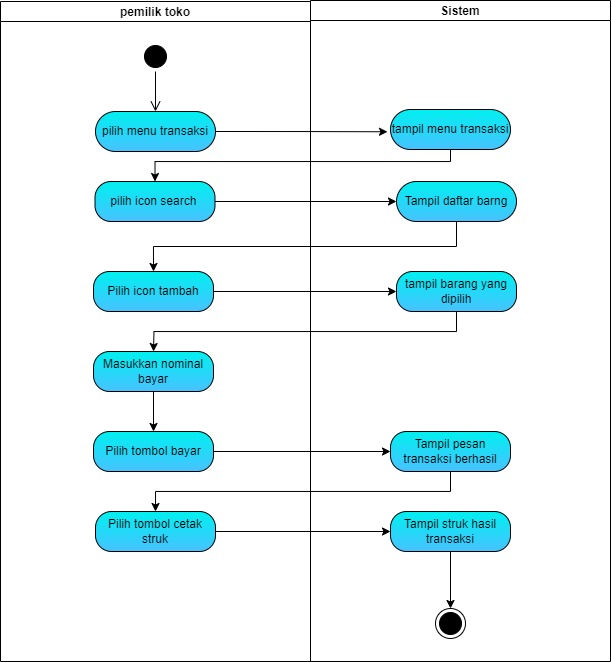 pemilik toko
Sistem
pilih menu transaksi
tampil menu transaksi
pilih icon search
Tampil daftar barng
Pilih icon tambah
tampil barang yang
dipilih
Masukkan nominal
bayar
Pilih tombol bayar
Tampil pesan
transaksi berhasil
Pilih tombol cetak
struk
Tampil struk hasil
transaksi